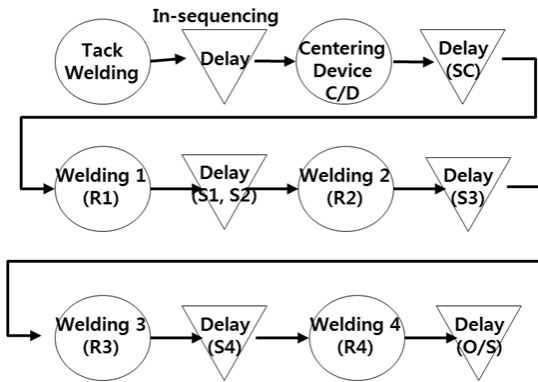 In-sequencing
Tack
Welding
Delay
Centering
Device
C/D
Delay
(SC)
Welding 1
(R1)
Delay
(S1, S2)
Welding 2
(R2)
Delay
(S3)
Welding 3
(R3)
Delay
(S4)
Welding 4
(R4)
Delay
(O/S)